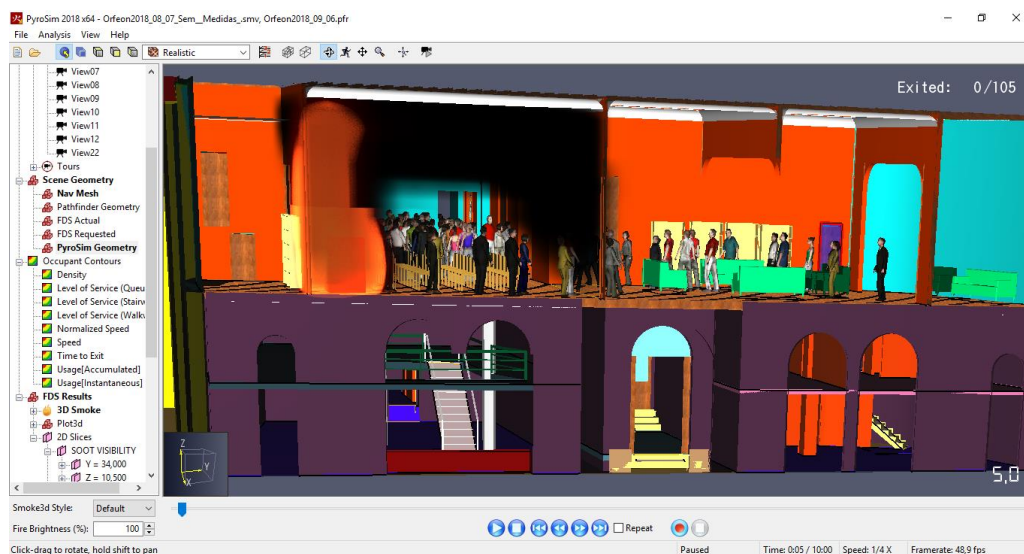 PyroSim 2018 x64 - Orfeon2018_08_07_Sem__Medidas_.smv, Orfeon2018_09_06.pfr
File Analysis View Help
Realistic
View07
View08
View09
View10
View11
View12
View22
Tours
Scene Geometry
Nav Mesh
Pathfinder Geometry
FDS Actual
FDS Requested
PyroSim Geometry
Occupant Contours
Density
Level of Service (Queu
Level of Service (Stairw
Level of Service (Walkw
Normalized Speed
Speed
Time to Exit
Usage[Accumulated]
Usage[Instantaneous]
FDS Results
3D Smoke
Plot3d
2D Slices
SOOT VISIBILITY
Y = 34,000
Z = 10,500
Exited: 0/105
Z
Y
X
5,0
Smoke3d Style: Default
Fire Brightness (%): 100
Repeat
Click-drag to rotate, hold shift to pan
Paused
Time: 0:05 / 10:00
Speed: 1/4 X
Framerate: 48,9 fps